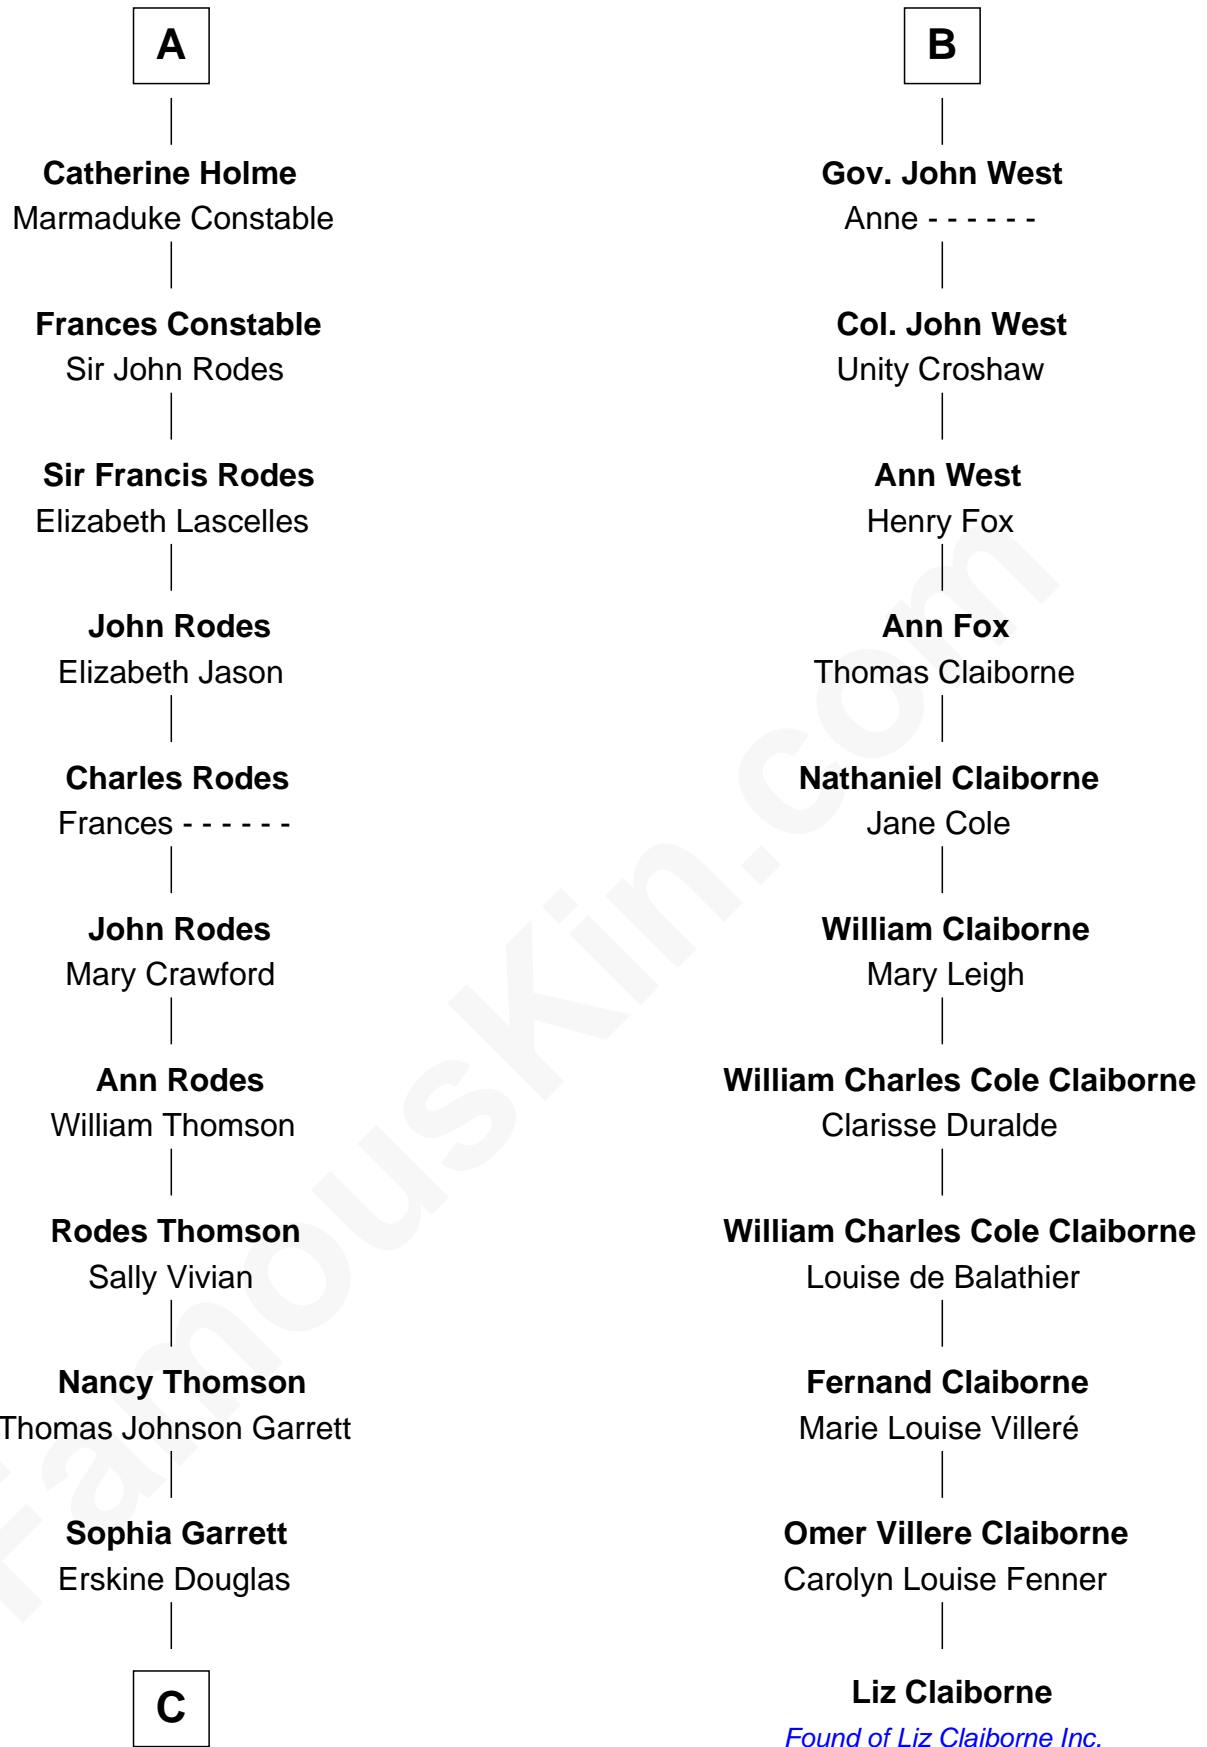 A
Catherine Holme
Marmaduke Constable
Frances Constable
Sir John Rodes
Sir Francis Rodes
Elizabeth Lascelles
John Rodes
Elizabeth Jason
Charles Rodes
Frances - - - - - -
John Rodes
Mary Crawford
Ann Rodes
William Thomson
Rodes Thomson
Sally Vivian
Nancy Thomson
Thomas Johnson Garrett
Sophia Garrett
Erskine Douglas
C
B
Gov. John West
Anne - - - - - -
Col. John West
Unity Croshaw
Ann West
Henry Fox
Ann Fox
Thomas Claiborne
Nathaniel Claiborne
Jane Cole
William Claiborne
Mary Leigh
William Charles Cole Claiborne
Clarisse Duralde
William Charles Cole Claiborne
Louise de Balathier
Fernand Claiborne
Marie Louise Villeré
Omer Villere Claiborne
Carolyn Louise Fenner
Liz Claiborne
Found of Liz Claiborne Inc.
FamousKin.com